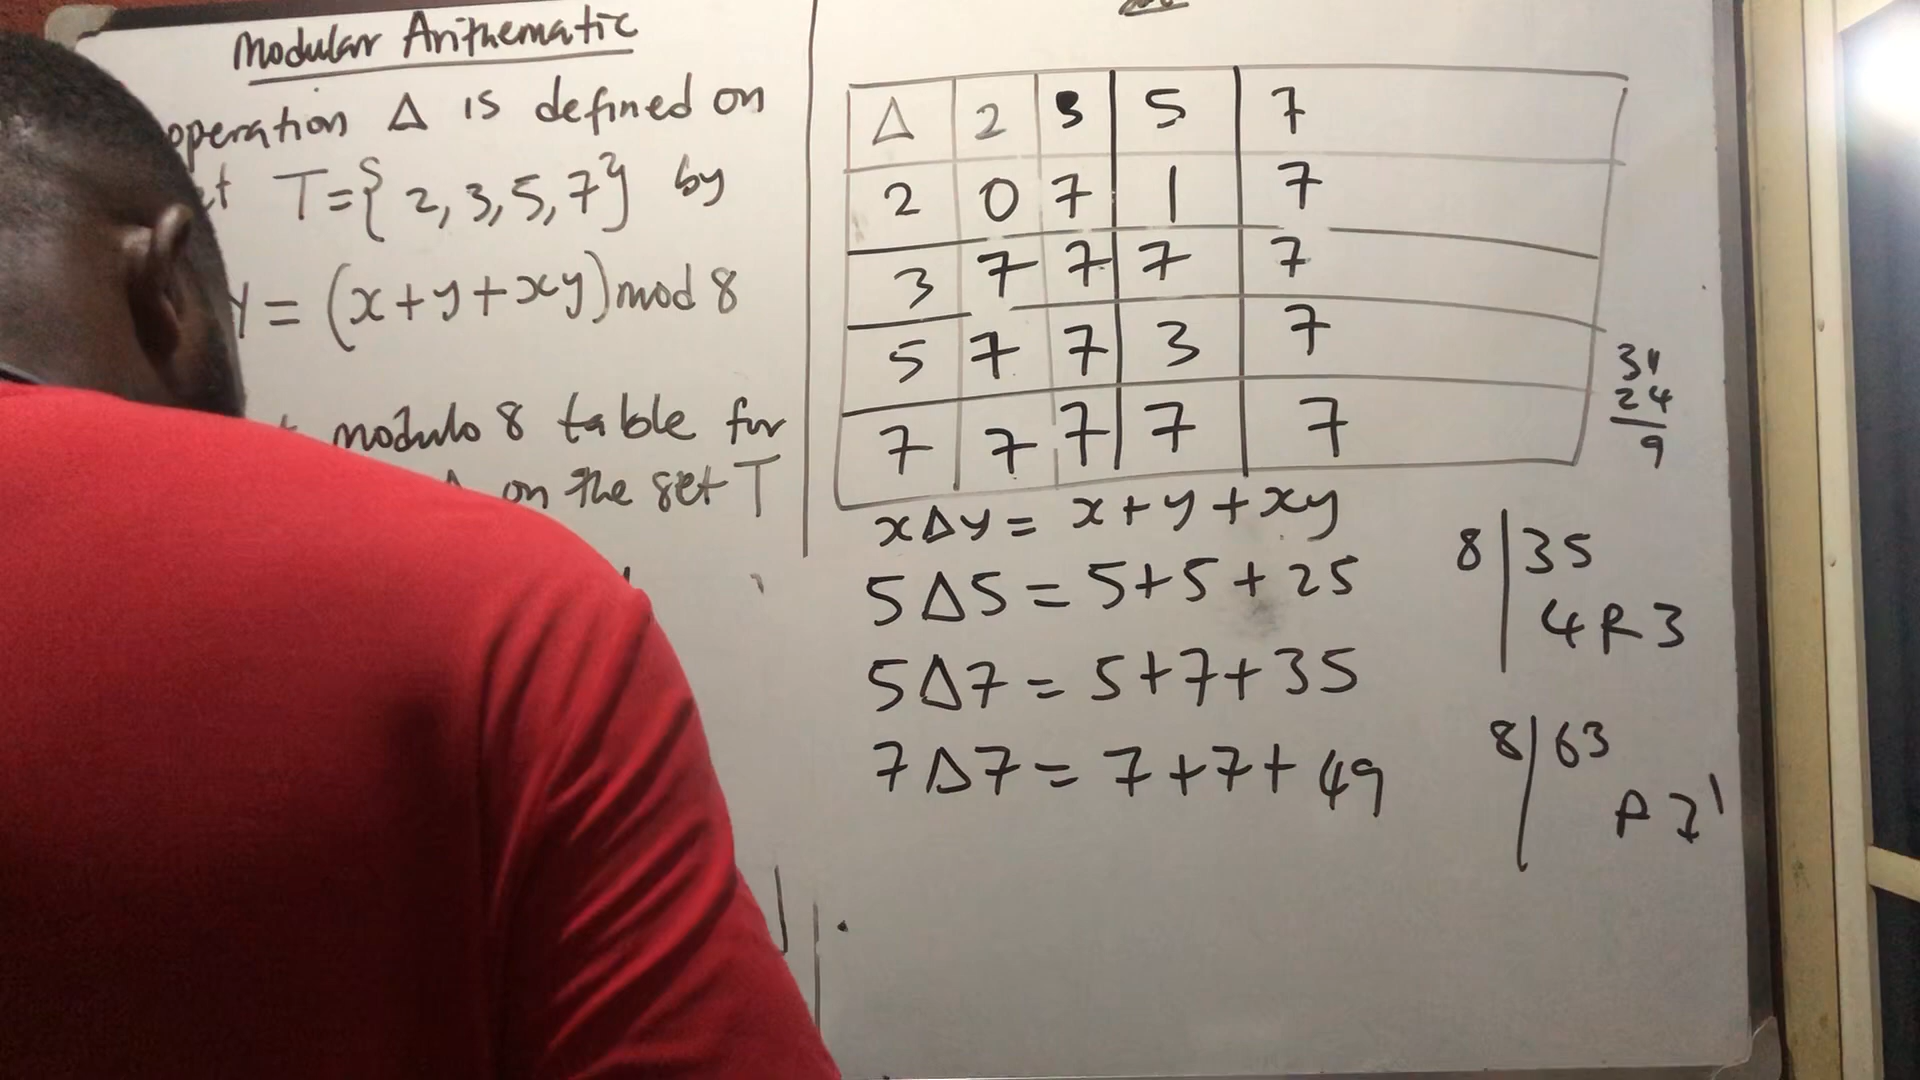 Modular Arithematic
operation Δ is defined on
T={2, 3, 5, 7} by
y = (x+y+xy)mod 8
modulo 8 table for
on the set T
Δ 2 3 5 7
2 0 7 1 7
3 7 7 7 7
5 7 7 3 7
7 7 7 7 7
31
24
9
xΔy = x+y+xy
5Δ5 = 5+5+25
5Δ7 = 5+7+35
7Δ7 = 7+7+49
8 35
4 R 3
8 63
R 7